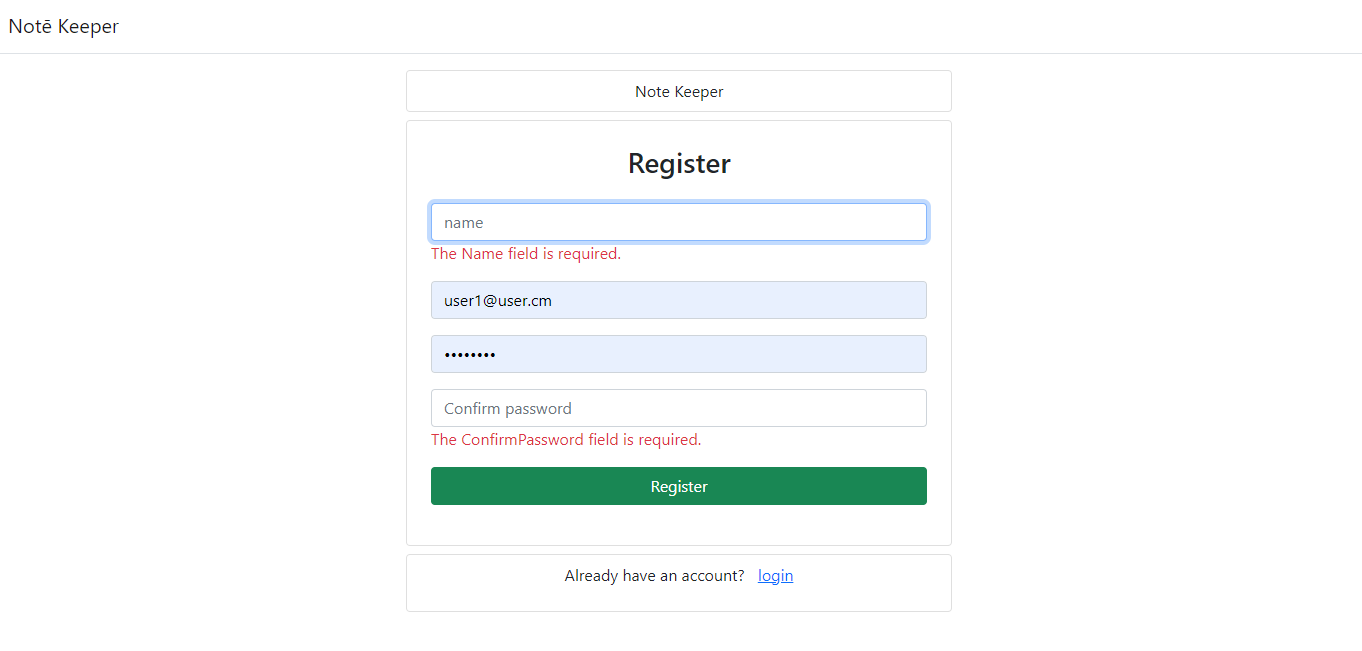 Notē Keeper
Note Keeper
Register
name
The Name field is required.
user1@user.cm
••••••••
Confirm password
The ConfirmPassword field is required.
Register
Already have an account? login